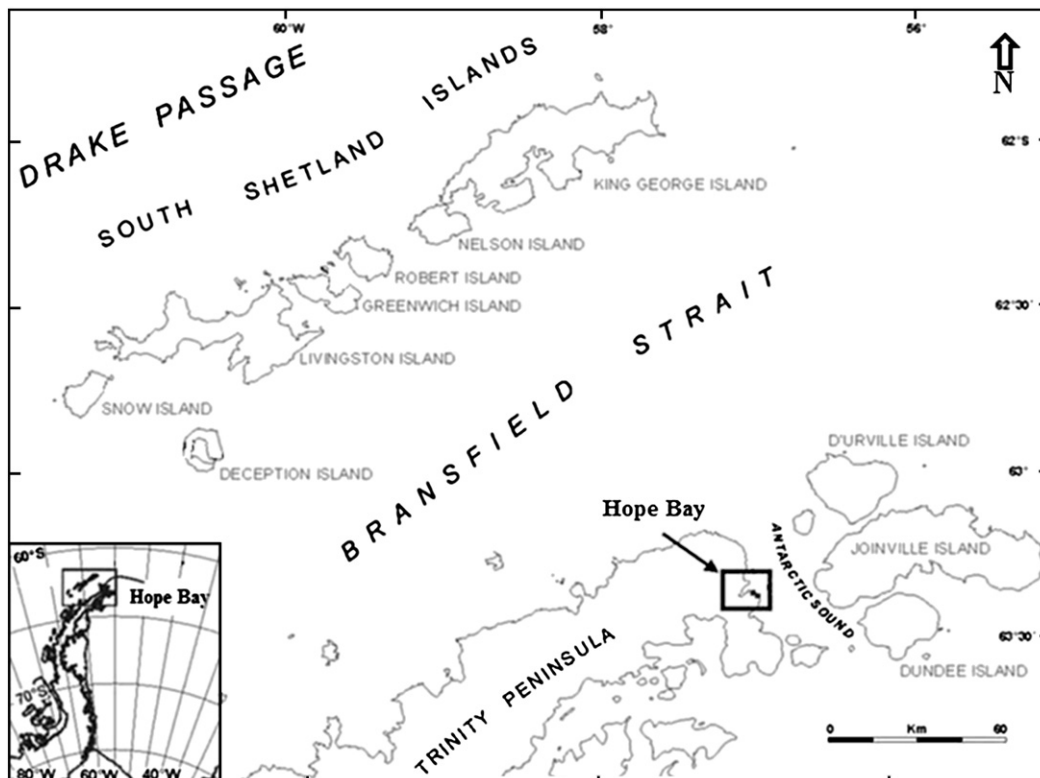 60°W
58°
56°
N
DRAKE PASSAGE
SOUTH SHETLAND ISLANDS
62°S
KING GEORGE ISLAND
NELSON ISLAND
ROBERT ISLAND
GREENWICH ISLAND
62°30'
BRANSFIELD STRAIT
LIVINGSTON ISLAND
SNOW ISLAND
DECEPTION ISLAND
D'URVILLE ISLAND
63°
Hope Bay
ANTARCTIC SOUND
JOINVILLE ISLAND
63°30'
DUNDEE ISLAND
TRINITY PENINSULA
0 Km 60
60°S
Hope Bay
70°S
80°W 60°W 40°W